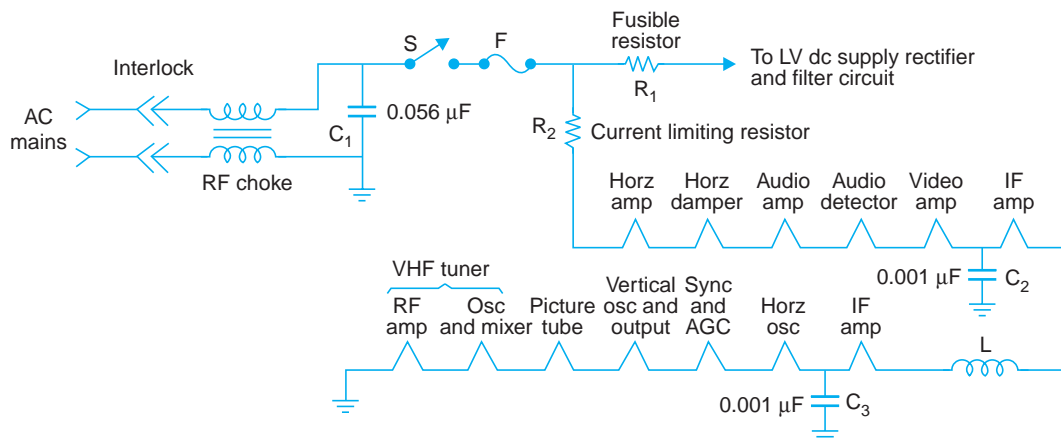 Interlock
AC
mains
RF choke
C1
0.056 μF
S
F
Fusible
resistor
R1
To LV dc supply rectifier
and filter circuit
R2
Current limiting resistor
Horz
amp
Horz
damper
Audio
amp
Audio
detector
Video
amp
IF
amp
0.001 μF
C2
VHF tuner
RF
amp
Osc
and mixer
Picture
tube
Vertical
osc and
output
Sync
and
AGC
Horz
osc
IF
amp
L
0.001 μF
C3